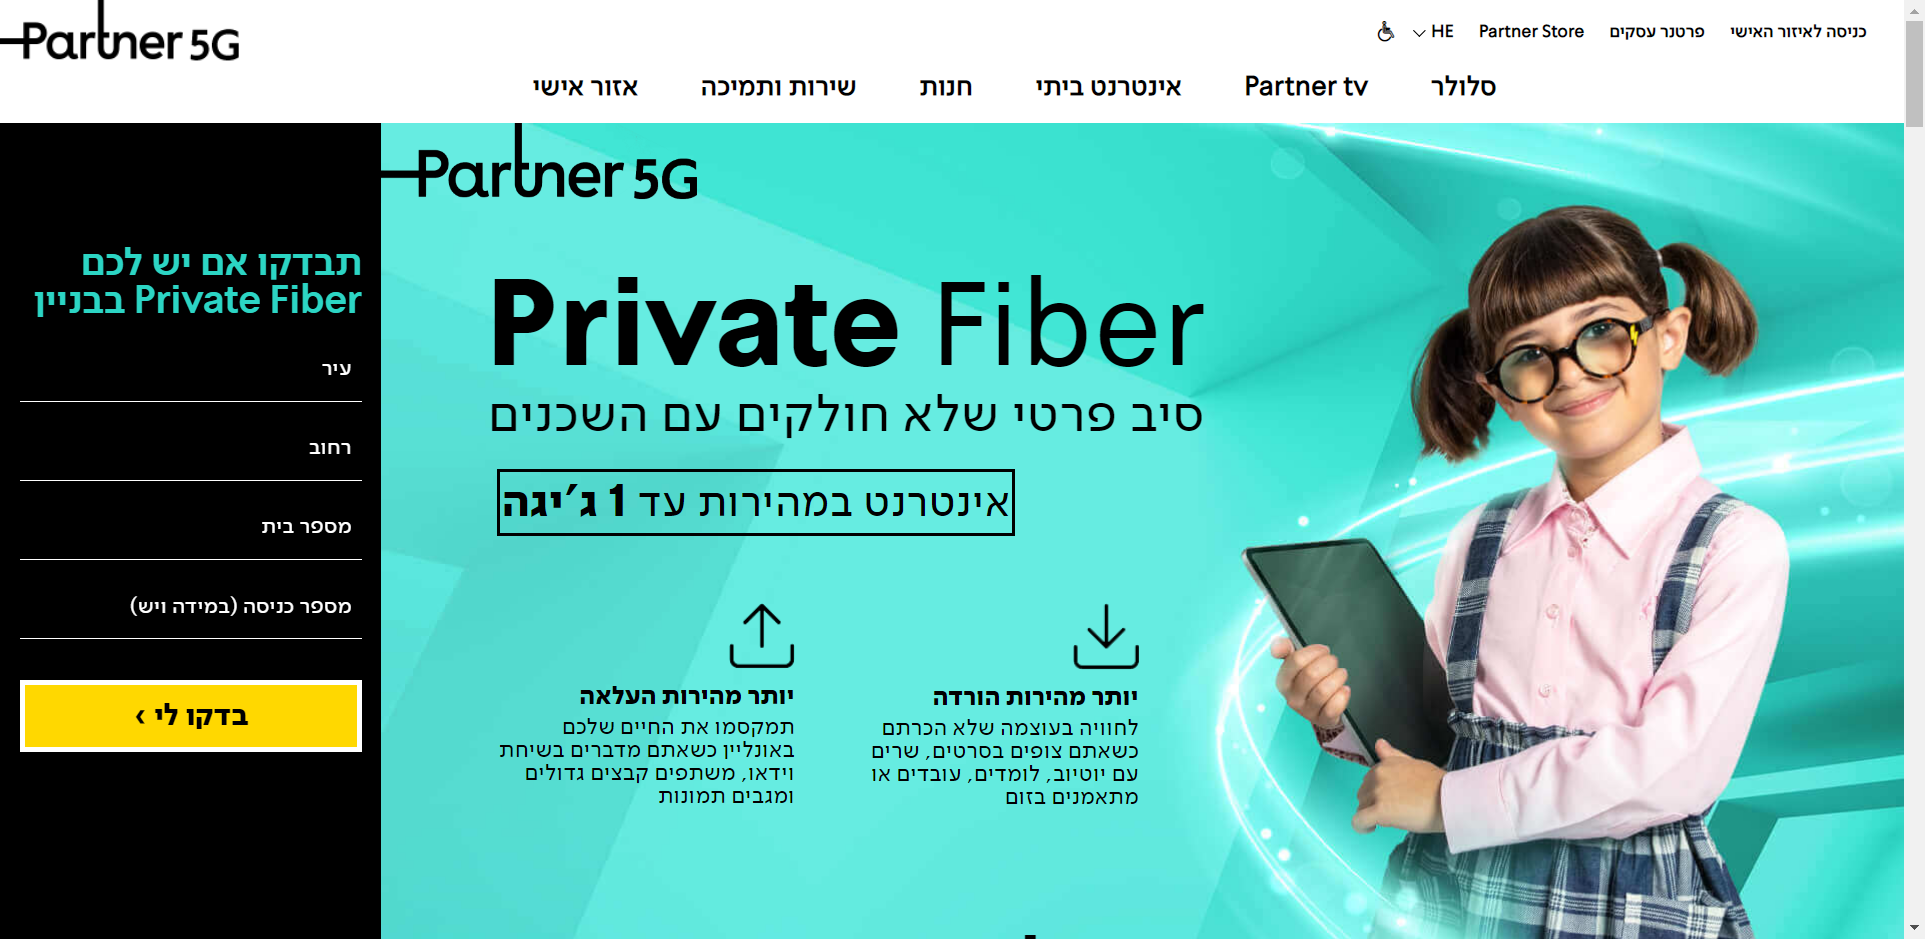 Partner 5G
כניסה לאיזור האישי
פרטנר עסקים
Partner Store
HE
סלולר
Partner tv
אינטרנט ביתי
חנות
שירות ותמיכה
אזור אישי
Partner 5G
Private Fiber
סיב פרטי שלא חולקים עם השכנים
אינטרנט במהירות עד 1 ג'יגה
יותר מהירות הורדה
לחוויה בעוצמה שלא הכרתם
כשאתם צופים בסרטים, שרים
עם יוטיוב, לומדים, עובדים או
מתאמנים בזום
יותר מהירות העלאה
תמקסמו את החיים שלכם
באונליין כשאתם מדברים בשיחת
וידאו, משתפים קבצים גדולים
ומגבים תמונות
תבדקו אם יש לכם
Private Fiber בבניין
עיר
רחוב
מספר בית
מספר כניסה (במידה ויש)
בדקו לי ›